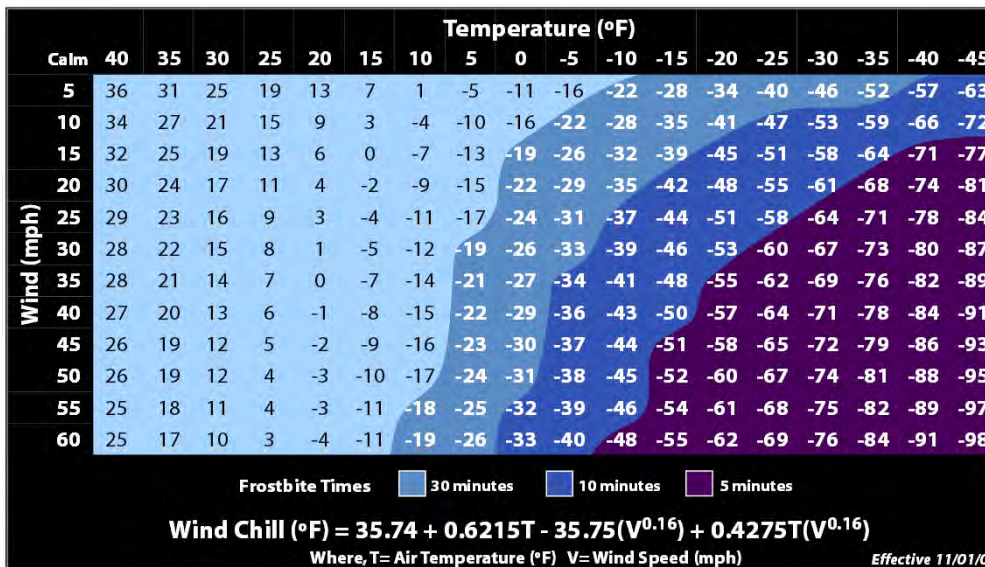 Temperature (ºF)
Calm 40 35 30 25 20 15 10 5 0 -5 -10 -15 -20 -25 -30 -35 -40 -45
Wind (mph)
5 36 31 25 19 13 7 1 -5 -11 -16 -22 -28 -34 -40 -46 -52 -57 -63
10 34 27 21 15 9 3 -4 -10 -16 -22 -28 -35 -41 -47 -53 -59 -66 -72
15 32 25 19 13 6 0 -7 -13 -19 -26 -32 -39 -45 -51 -58 -64 -71 -77
20 30 24 17 11 4 -2 -9 -15 -22 -29 -35 -42 -48 -55 -61 -68 -74 -81
25 29 23 16 9 3 -4 -11 -17 -24 -31 -37 -44 -51 -58 -64 -71 -78 -84
30 28 22 15 8 1 -5 -12 -19 -26 -33 -39 -46 -53 -60 -67 -73 -80 -87
35 28 21 14 7 0 -7 -14 -21 -27 -34 -41 -48 -55 -62 -69 -76 -82 -89
40 27 20 13 6 -1 -8 -15 -22 -29 -36 -43 -50 -57 -64 -71 -78 -84 -91
45 26 19 12 5 -2 -9 -16 -23 -30 -37 -44 -51 -58 -65 -72 -79 -86 -93
50 26 19 12 4 -3 -10 -17 -24 -31 -38 -45 -52 -60 -67 -74 -81 -88 -95
55 25 18 11 4 -3 -11 -18 -25 -32 -39 -46 -54 -61 -68 -75 -82 -89 -97
60 25 17 10 3 -4 -11 -19 -26 -33 -40 -48 -55 -62 -69 -76 -84 -91 -98
Frostbite Times 30 minutes 10 minutes 5 minutes
Wind Chill (ºF) = 35.74 + 0.6215T - 35.75(V^0.16) + 0.4275T(V^0.16)
Where, T= Air Temperature (ºF) V= Wind Speed (mph) Effective 11/01/0